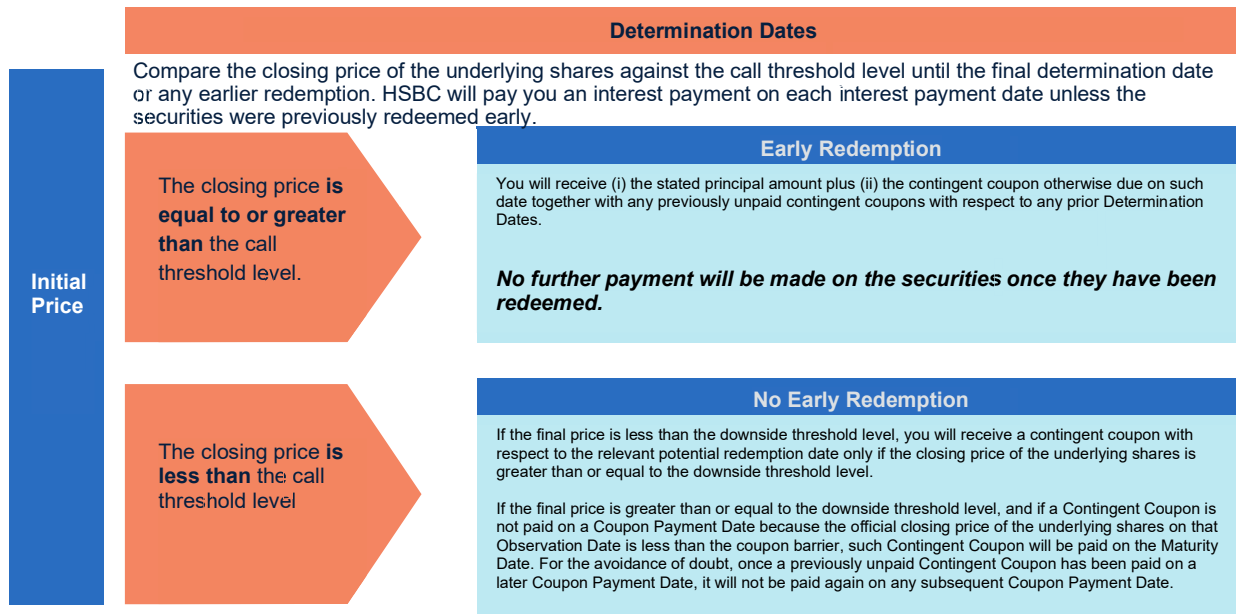 Determination Dates
Compare the closing price of the underlying shares against the call threshold level until the final determination date
or any earlier redemption. HSBC will pay you an interest payment on each interest payment date unless the
securities were previously redeemed early.
Initial
Price
The closing price is
equal to or greater
than the call
threshold level.
Early Redemption
You will receive (i) the stated principal amount plus (ii) the contingent coupon otherwise due on such
date together with any previously unpaid contingent coupons with respect to any prior Determination
Dates.
No further payment will be made on the securities once they have been
redeemed.
The closing price is
less than the call
threshold level
No Early Redemption
If the final price is less than the downside threshold level, you will receive a contingent coupon with
respect to the relevant potential redemption date only if the closing price of the underlying shares is
greater than or equal to the downside threshold level.
If the final price is greater than or equal to the downside threshold level, and if a Contingent Coupon is
not paid on a Coupon Payment Date because the official closing price of the underlying shares on that
Observation Date is less than the coupon barrier, such Contingent Coupon will be paid on the Maturity
Date. For the avoidance of doubt, once a previously unpaid Contingent Coupon has been paid on a
later Coupon Payment Date, it will not be paid again on any subsequent Coupon Payment Date.